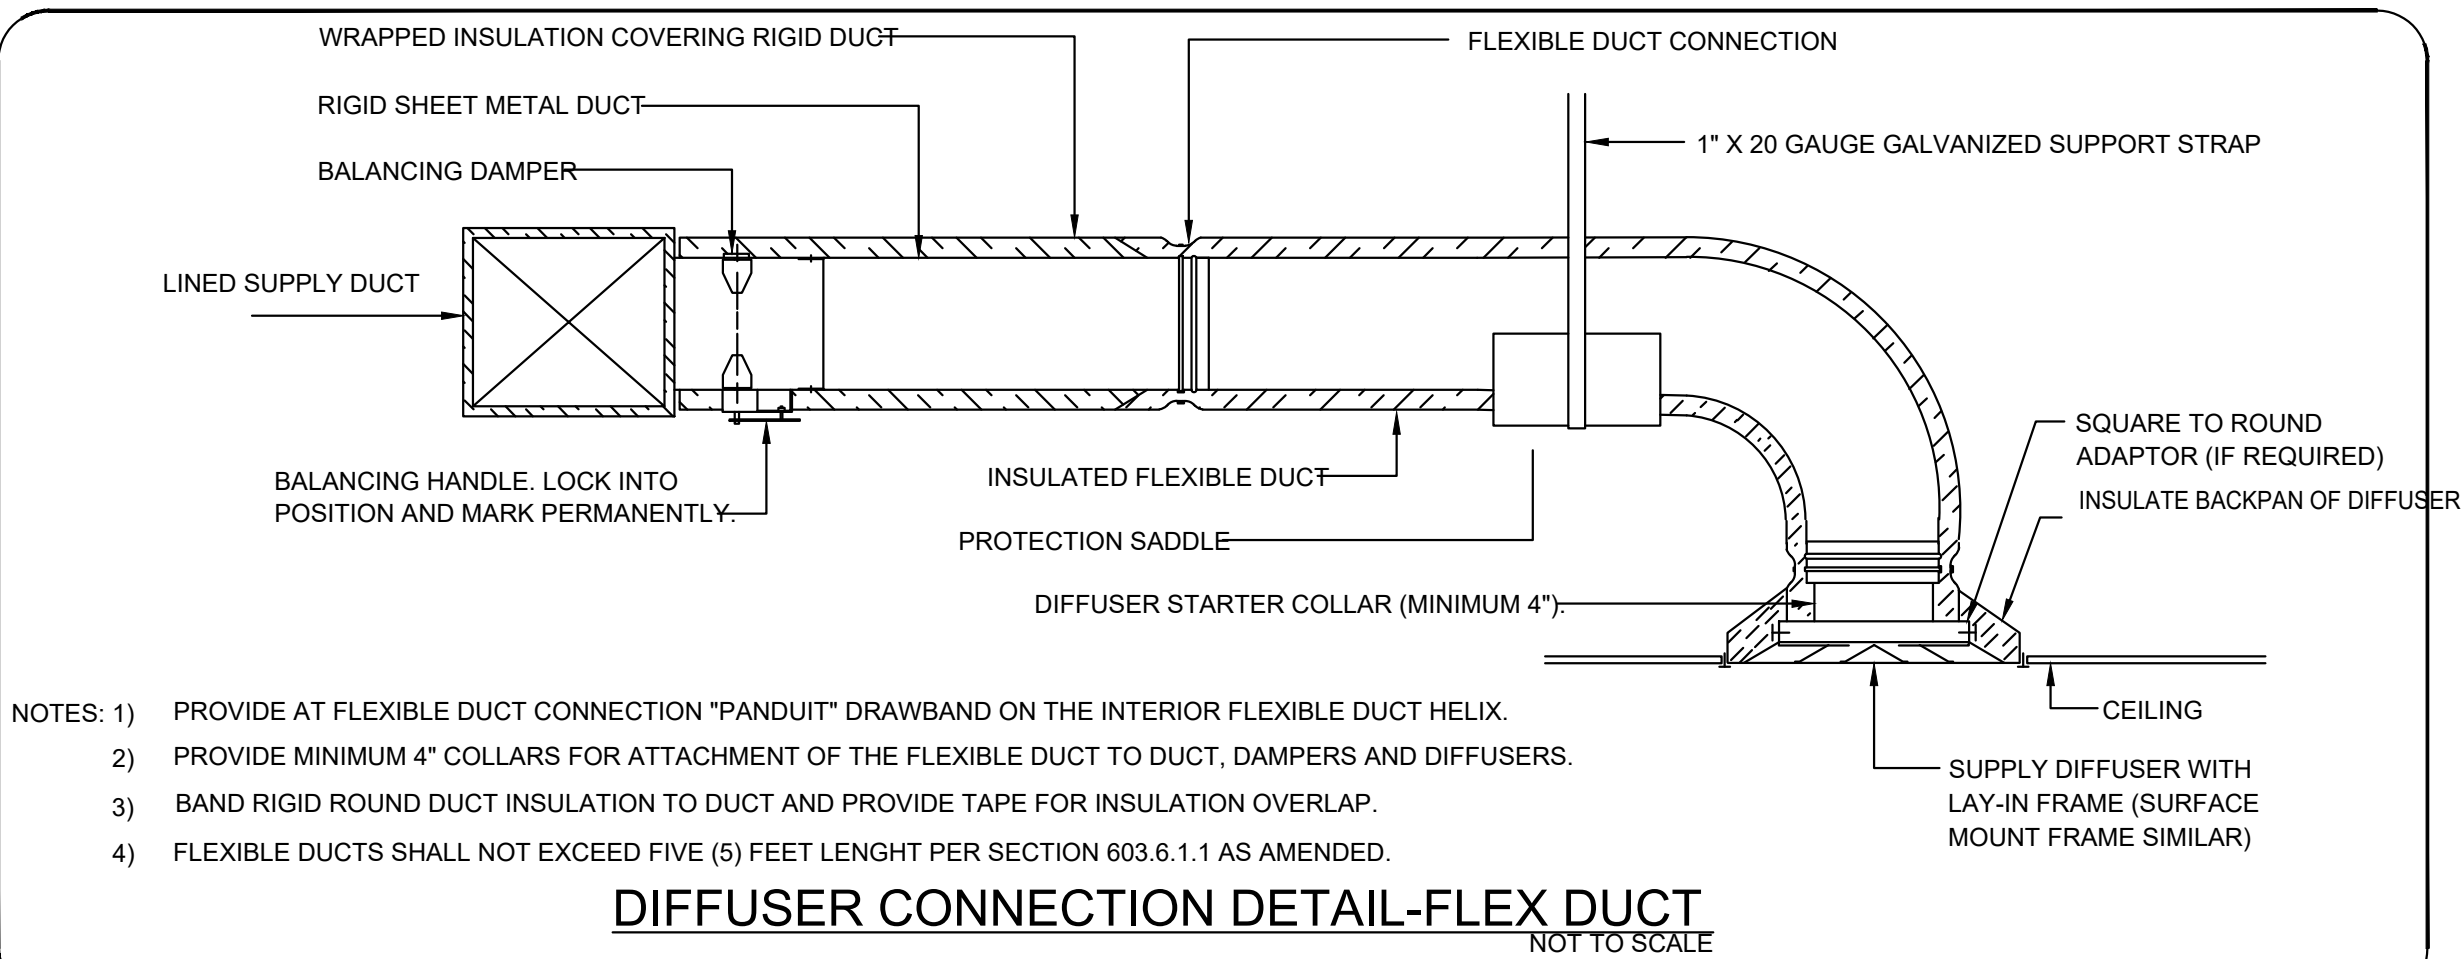 WRAPPED INSULATION COVERING RIGID DUCT
FLEXIBLE DUCT CONNECTION
RIGID SHEET METAL DUCT
1" X 20 GAUGE GALVANIZED SUPPORT STRAP
BALANCING DAMPER
LINED SUPPLY DUCT
SQUARE TO ROUND
ADAPTOR (IF REQUIRED)
INSULATE BACKPAN OF DIFFUSER
BALANCING HANDLE. LOCK INTO
POSITION AND MARK PERMANENTLY.
INSULATED FLEXIBLE DUCT
PROTECTION SADDLE
DIFFUSER STARTER COLLAR (MINIMUM 4").
CEILING
SUPPLY DIFFUSER WITH
LAY-IN FRAME (SURFACE
MOUNT FRAME SIMILAR)
NOTES: 1) PROVIDE AT FLEXIBLE DUCT CONNECTION "PANDUIT" DRAWBAND ON THE INTERIOR FLEXIBLE DUCT HELIX.
2) PROVIDE MINIMUM 4" COLLARS FOR ATTACHMENT OF THE FLEXIBLE DUCT TO DUCT, DAMPERS AND DIFFUSERS.
3) BAND RIGID ROUND DUCT INSULATION TO DUCT AND PROVIDE TAPE FOR INSULATION OVERLAP.
4) FLEXIBLE DUCTS SHALL NOT EXCEED FIVE (5) FEET LENGHT PER SECTION 603.6.1.1 AS AMENDED.
DIFFUSER CONNECTION DETAIL-FLEX DUCT
NOT TO SCALE